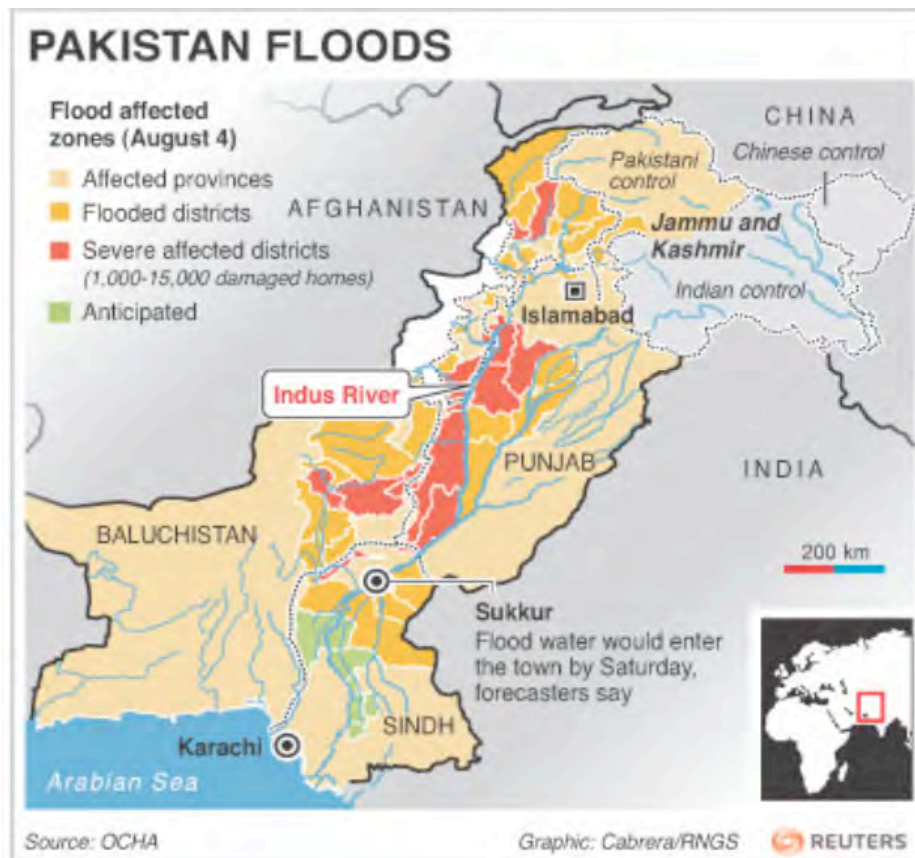 PAKISTAN FLOODS
Flood affected
zones (August 4)
Affected provinces
Flooded districts
Severe affected districts
(1,000-15,000 damaged homes)
Anticipated
CHINA
Chinese control
Pakistani
control
AFGHANISTAN
Jammu and
Kashmir
Indian control
Islamabad
Indus River
PUNJAB
INDIA
BALUCHISTAN
200 km
Sukkur
Flood water would enter
the town by Saturday,
forecasters say
SINDH
Karachi
Arabian Sea
Source: OCHA
Graphic: Cabrera/RNGS
REUTERS